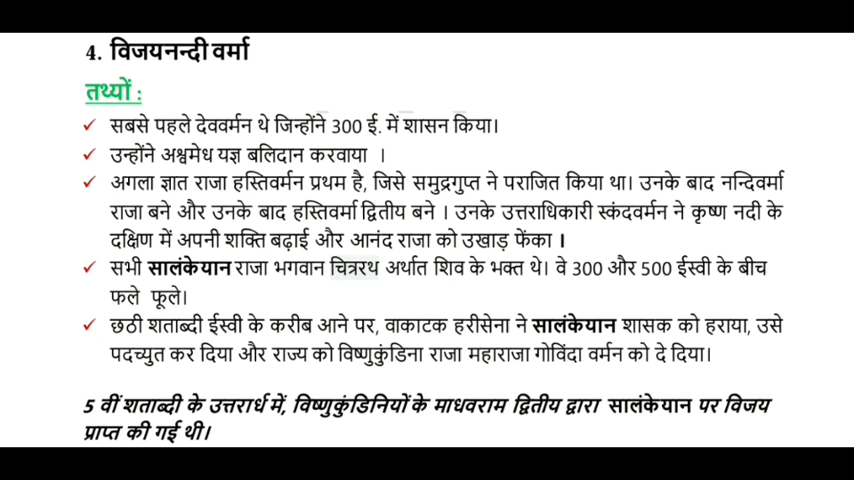 4. विजयनन्दी वर्मा
तथ्यों :
✓ सबसे पहले देववर्मन थे जिन्होंने 300 ई. में शासन किया।
✓ उन्होंने अश्वमेध यज्ञ बलिदान करवाया ।
✓ अगला ज्ञात राजा हस्तिवर्मन प्रथम है, जिसे समुद्रगुप्त ने पराजित किया था। उनके बाद नन्दिवर्मा
राजा बने और उनके बाद हस्तिवर्मा द्वितीय बने । उनके उत्तराधिकारी स्कंदवर्मन ने कृष्ण नदी के
दक्षिण में अपनी शक्ति बढ़ाई और आनंद राजा को उखाड़ फेंका ।
✓ सभी सालंकेयान राजा भगवान चित्ररथ अर्थात शिव के भक्त थे। वे 300 और 500 ईस्वी के बीच
फले फूले।
✓ छठी शताब्दी ईस्वी के करीब आने पर, वाकाटक हरीसेना ने सालंकेयान शासक को हराया, उसे
पदच्युत कर दिया और राज्य को विष्णुकुंडिना राजा महाराजा गोविंदा वर्मन को दे दिया।
5 वीं शताब्दी के उत्तरार्ध में, विष्णुकुंडिनियों के माधवराम द्वितीय द्वारा सालंकेयान पर विजय
प्राप्त की गई थी।